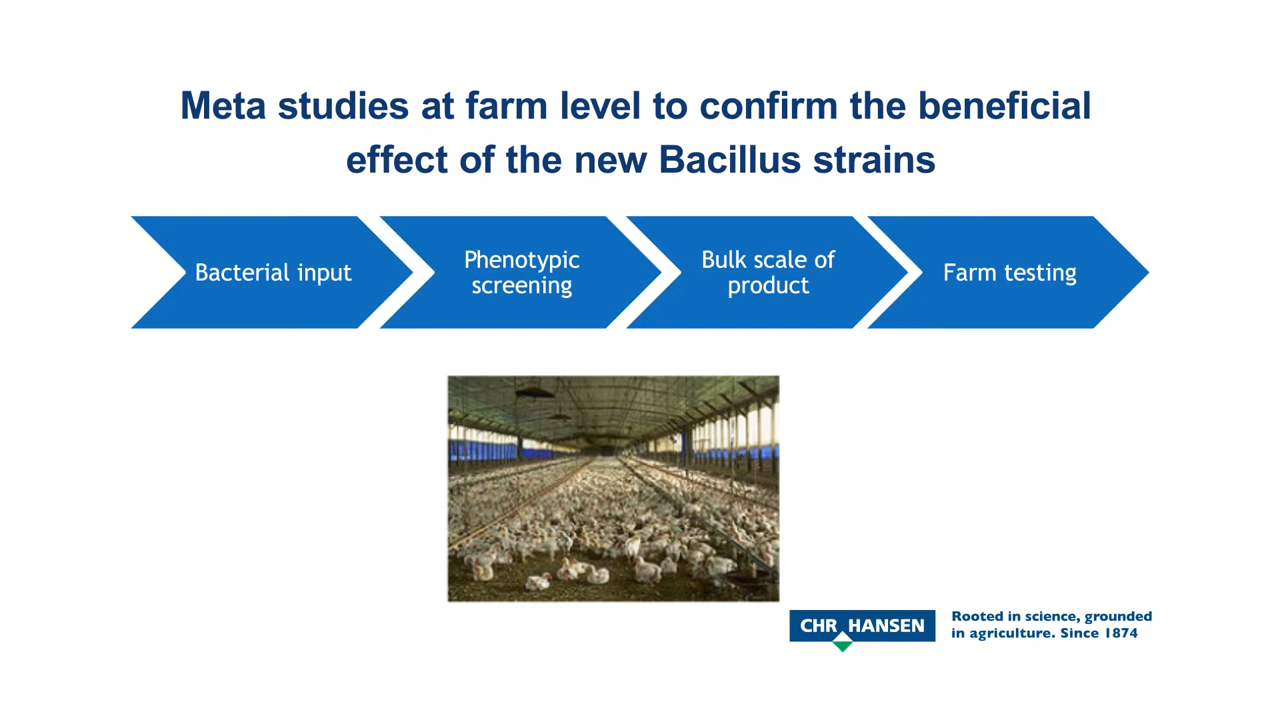 Meta studies at farm level to confirm the beneficial
effect of the new Bacillus strains
Bacterial input
Phenotypic
screening
Bulk scale of
product
Farm testing
CHR HANSEN
Rooted in science, grounded
in agriculture. Since 1874